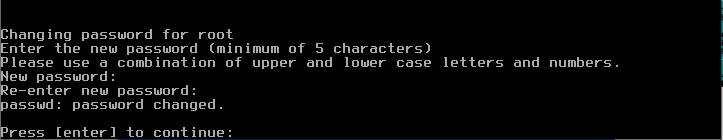 Changing password for root
Enter the new password (minimum of 5 characters)
Please use a combination of upper and lower case letters and numbers.
New password:
Re-enter new password:
passwd: password changed.
Press [enter] to continue: